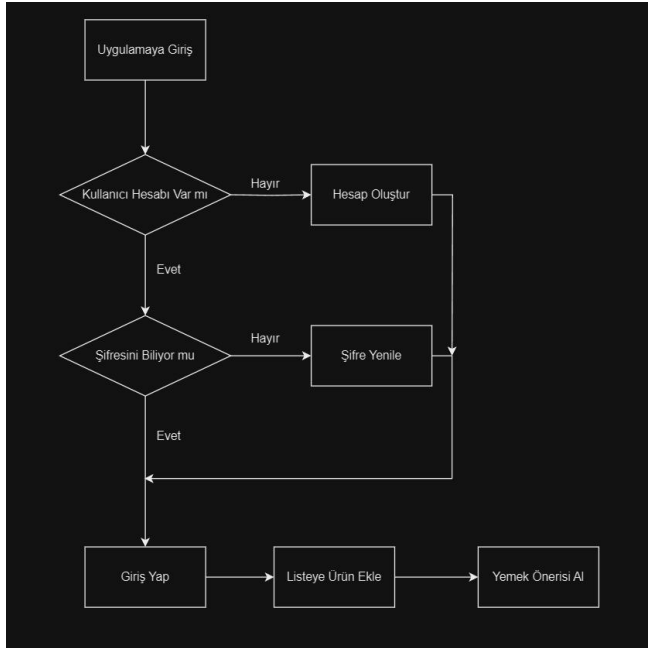 Uygulamaya Giriş
Kullanıcı Hesabı Var mı
Hayır
Hesap Oluştur
Evet
Şifresini Biliyor mu
Hayır
Şifre Yenile
Evet
Giriş Yap
Listeye Ürün Ekle
Yemek Önerisi Al